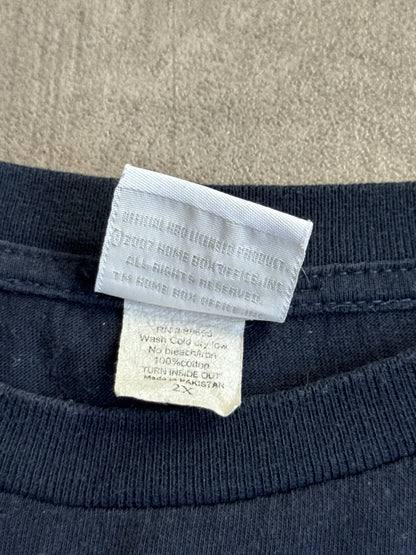 OFFICIAL HBO LICENSED PRODUCT
©2007 HOME BOX OFFICE, INC.
ALL RIGHTS RESERVED.
TM HOME BOX OFFICE, INC.
Wash Cold dry low
No bleach/iron
100%cotton
TURN INSIDE OUT
Made in PAKISTAN
2X